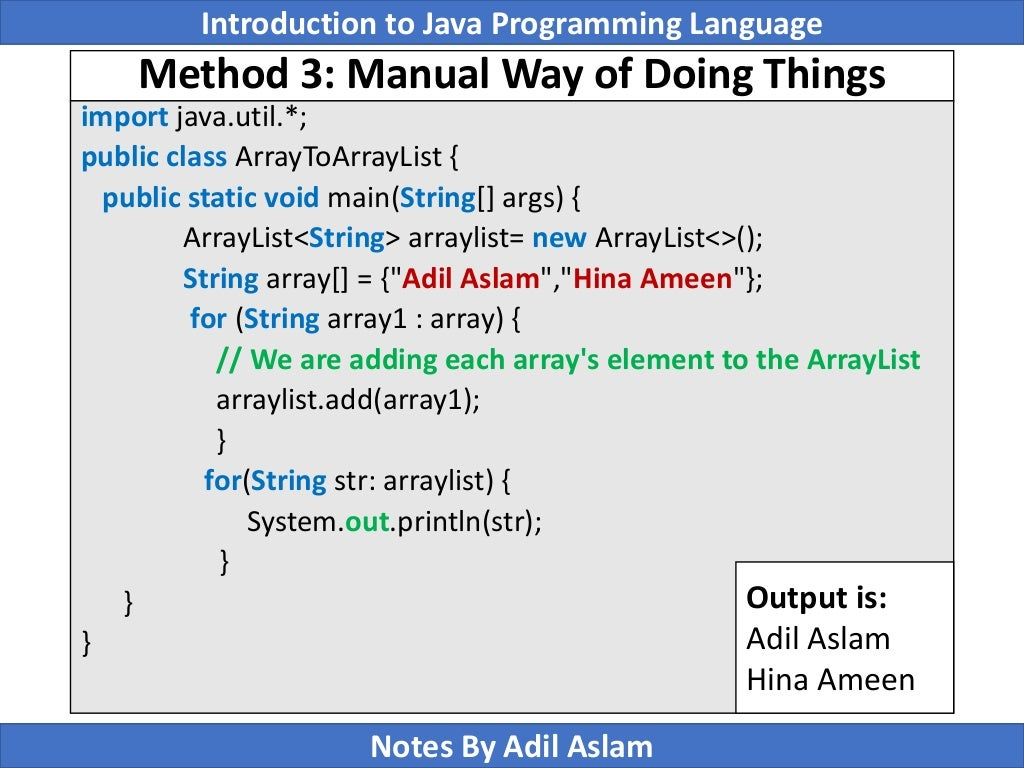 Introduction to Java Programming Language
Method 3: Manual Way of Doing Things
import java.util.*;
public class ArrayToArrayList {
public static void main(String[] args) {
ArrayList<String> arraylist= new ArrayList<>();
String array[] = {"Adil Aslam","Hina Ameen"};
for (String array1 : array) {
// We are adding each array's element to the ArrayList
arraylist.add(array1);
}
for(String str: arraylist) {
System.out.println(str);
}
}
}
Output is:
Adil Aslam
Hina Ameen
Notes By Adil Aslam